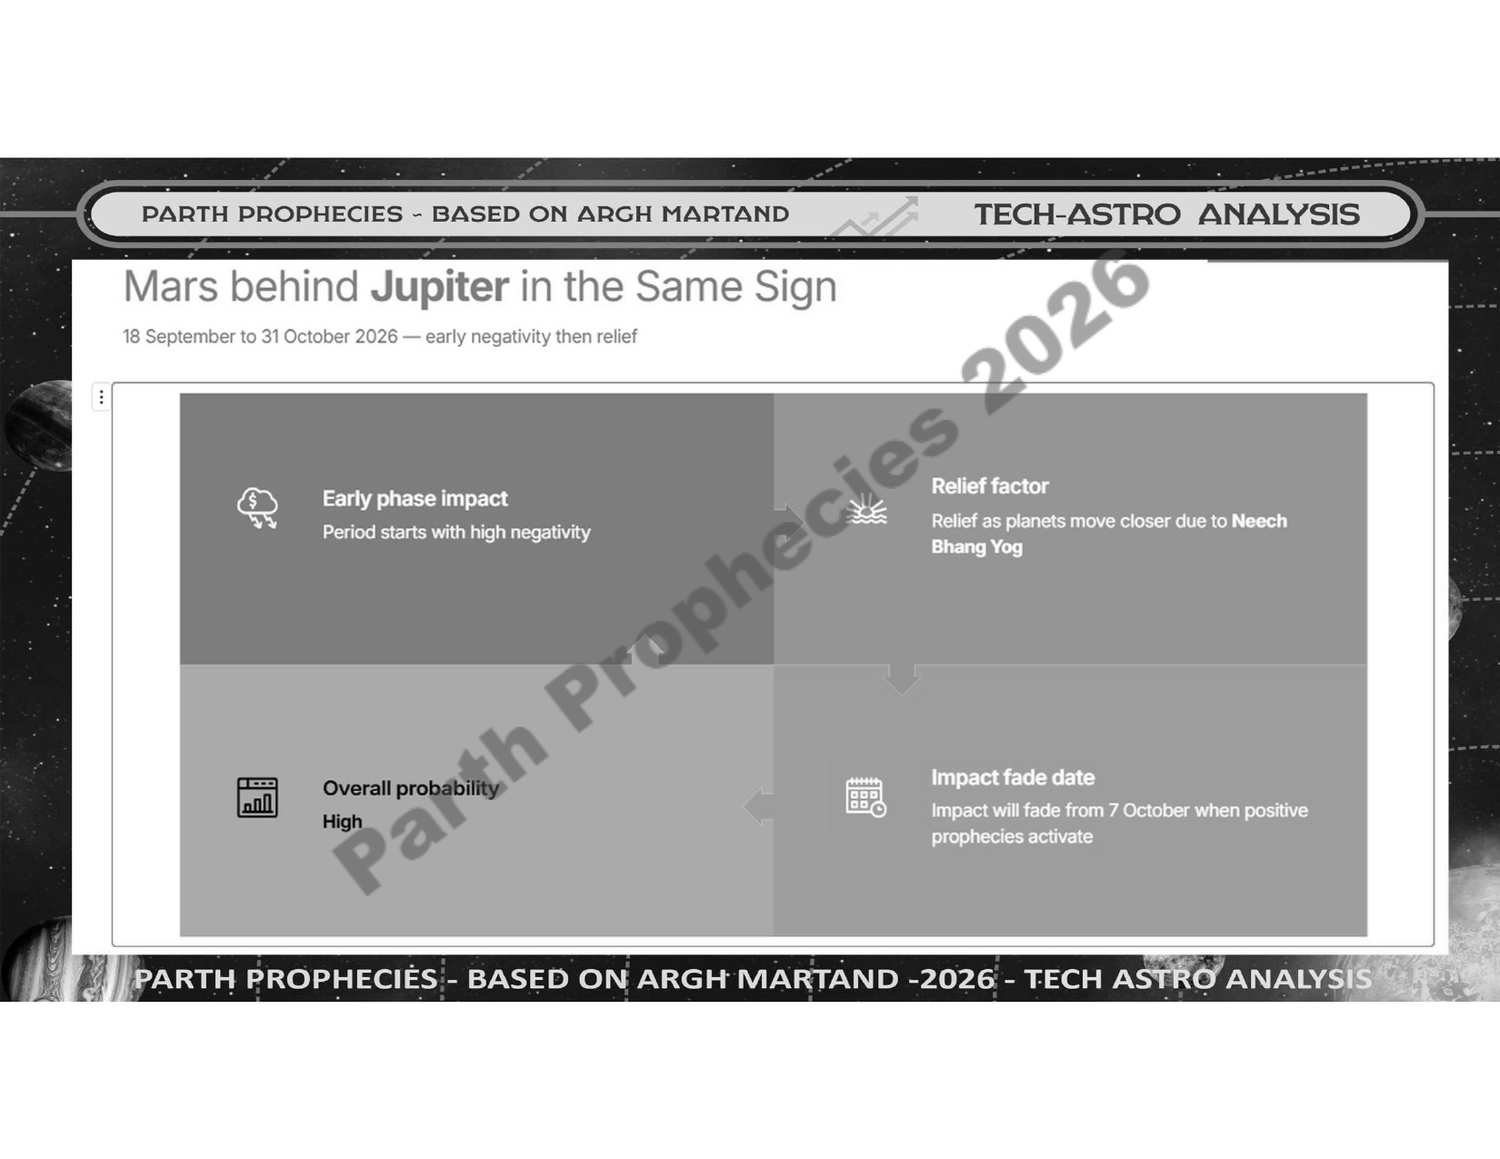 PARTH PROPHECIES ~ BASED ON ARGH MARTAND
TECH-ASTRO ANALYSIS
Mars behind Jupiter in the Same Sign
18 September to 31 October 2026 — early negativity then relief
Early phase impact
Period starts with high negativity
Relief factor
Relief as planets move closer due to Neech
Bhang Yog
Overall probability
High
Impact fade date
Impact will fade from 7 October when positive
prophecies activate
Parth Prophecies 2026
PARTH PROPHECIES - BASED ON ARGH MARTAND -2026 - TECH ASTRO ANALYSIS